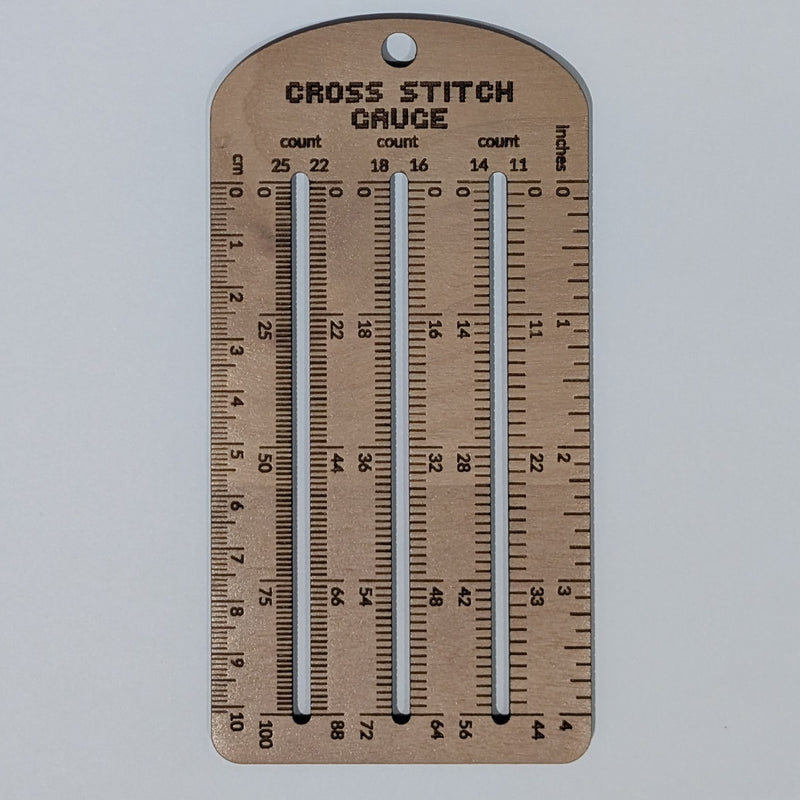 CROSS STITCH
GAUGE
count count count
inches
cm 25 22 18 16 14 11
0 0 0 0 0 0 0 0
1
2
25 22 18 16 14 11 1
3
4
5 50 44 36 32 28 22 2
6
7
75 66 54 48 42 33 3
8
9
10 100 88 72 64 56 44 4